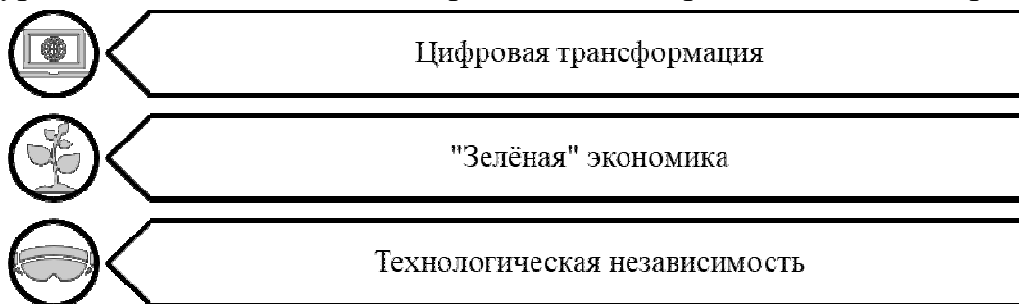 Цифровая трансформация
"Зелёная" экономика
Технологическая независимость